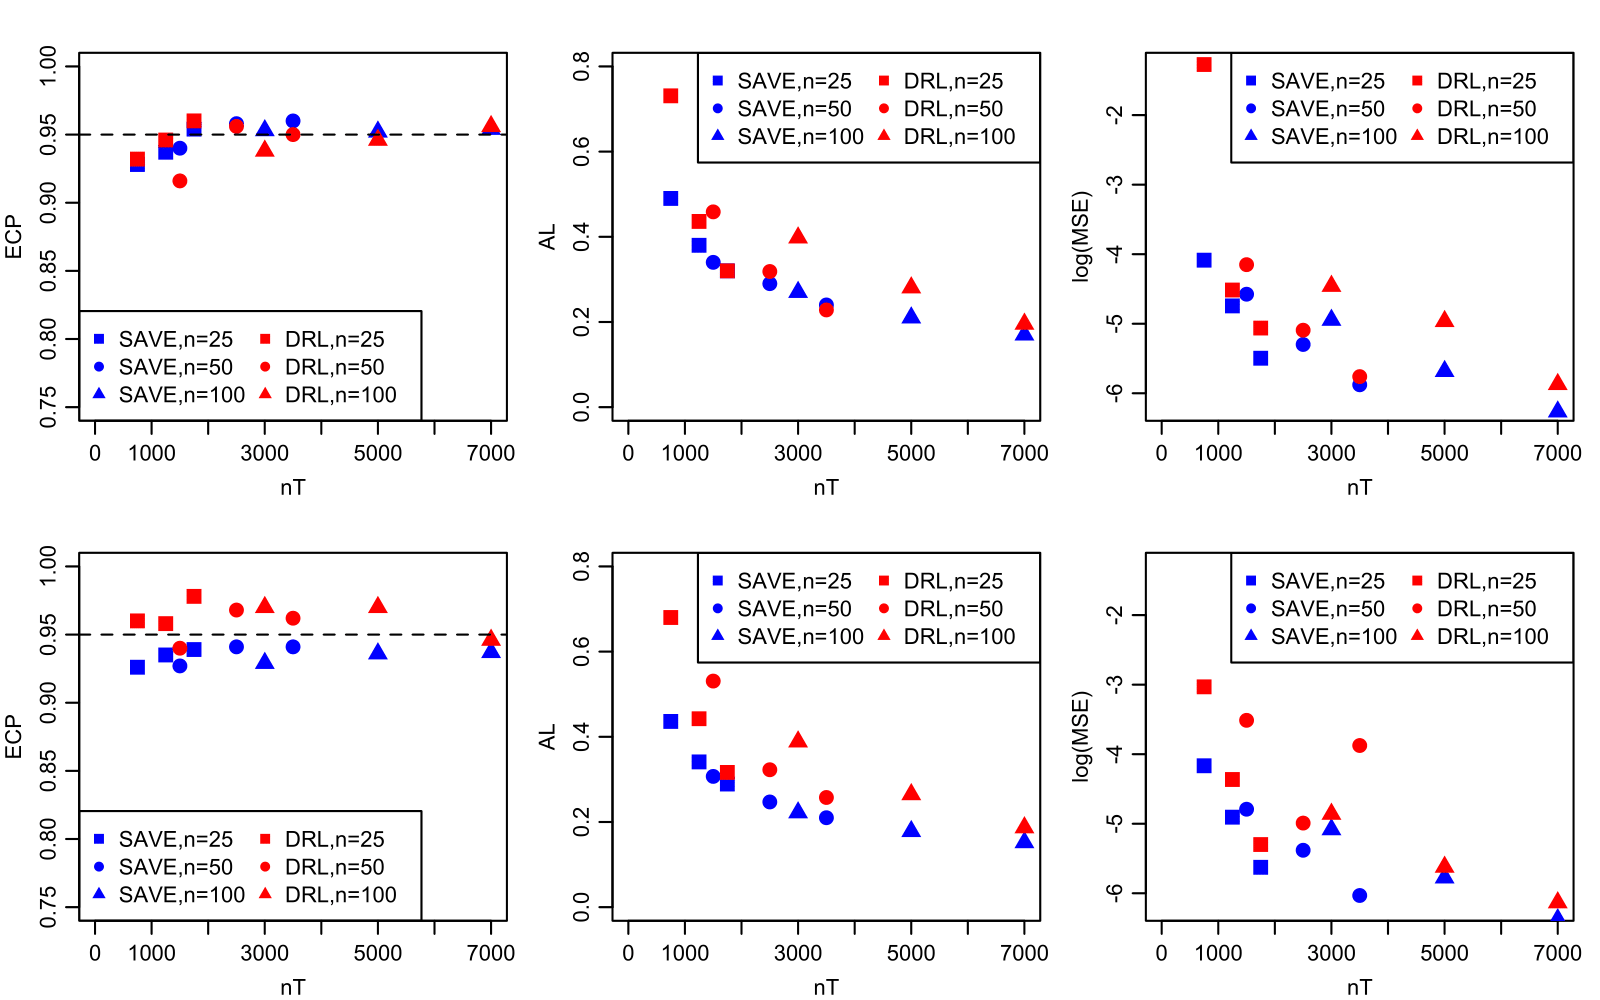 1.00
0.95
0.90
0.85
0.80
0.75
ECP
SAVE,n=25 DRL,n=25
SAVE,n=50 DRL,n=50
SAVE,n=100 DRL,n=100
0 1000 3000 5000 7000
nT
0.8
0.6
0.4
0.2
0.0
AL
SAVE,n=25 DRL,n=25
SAVE,n=50 DRL,n=50
SAVE,n=100 DRL,n=100
0 1000 3000 5000 7000
nT
-2
-3
-4
-5
-6
log(MSE)
SAVE,n=25 DRL,n=25
SAVE,n=50 DRL,n=50
SAVE,n=100 DRL,n=100
0 1000 3000 5000 7000
nT
1.00
0.95
0.90
0.85
0.80
0.75
ECP
SAVE,n=25 DRL,n=25
SAVE,n=50 DRL,n=50
SAVE,n=100 DRL,n=100
0 1000 3000 5000 7000
nT
0.8
0.6
0.4
0.2
0.0
AL
SAVE,n=25 DRL,n=25
SAVE,n=50 DRL,n=50
SAVE,n=100 DRL,n=100
0 1000 3000 5000 7000
nT
-2
-3
-4
-5
-6
log(MSE)
SAVE,n=25 DRL,n=25
SAVE,n=50 DRL,n=50
SAVE,n=100 DRL,n=100
0 1000 3000 5000 7000
nT